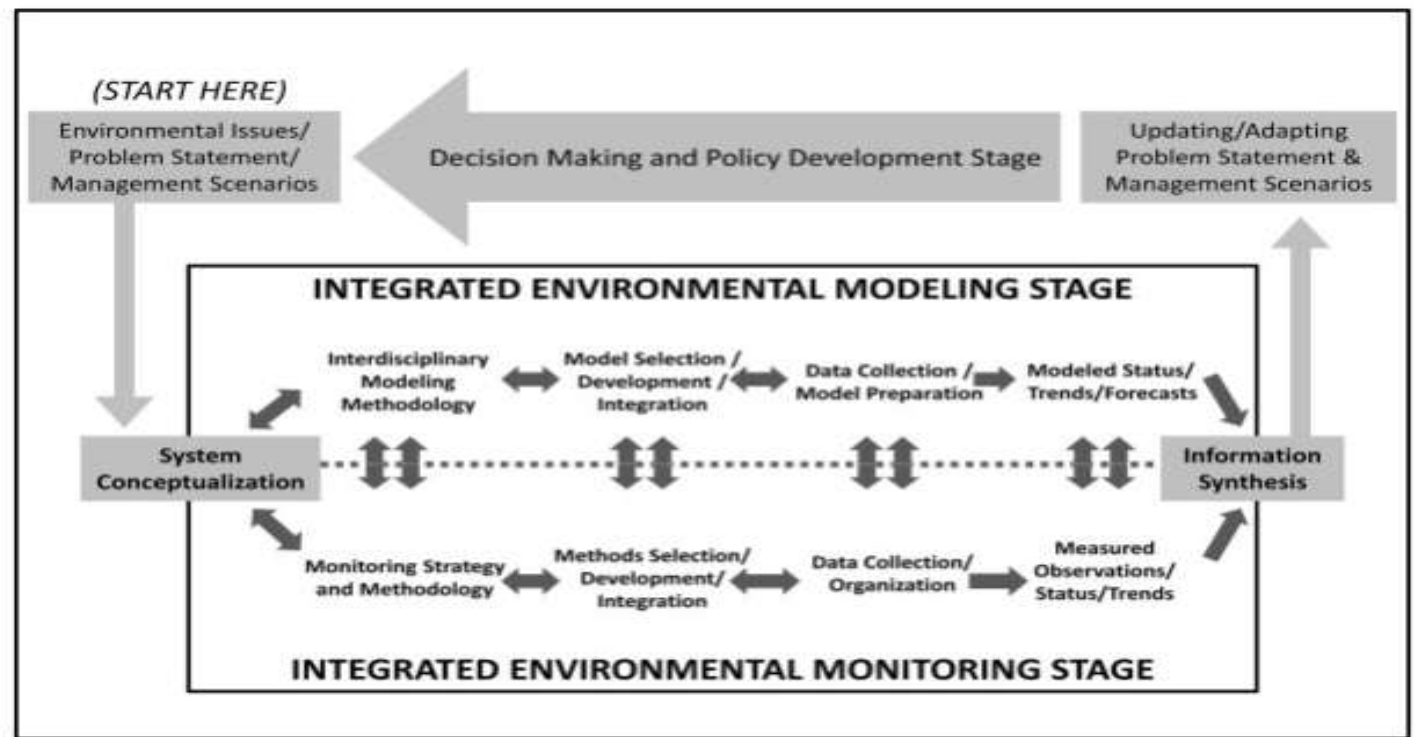 (START HERE)
Environmental Issues/
Problem Statement/
Management Scenarios
Decision Making and Policy Development Stage
Updating/Adapting
Problem Statement &
Management Scenarios
INTEGRATED ENVIRONMENTAL MODELING STAGE
Interdisciplinary
Modeling
Methodology
Model Selection /
Development /
Integration
Data Collection /
Model Preparation
Modeled Status/
Trends/Forecasts
System
Conceptualization
Information
Synthesis
Monitoring Strategy
and Methodology
Methods Selection/
Development/
Integration
Data Collection/
Organization
Measured
Observations/
Status/Trends
INTEGRATED ENVIRONMENTAL MONITORING STAGE